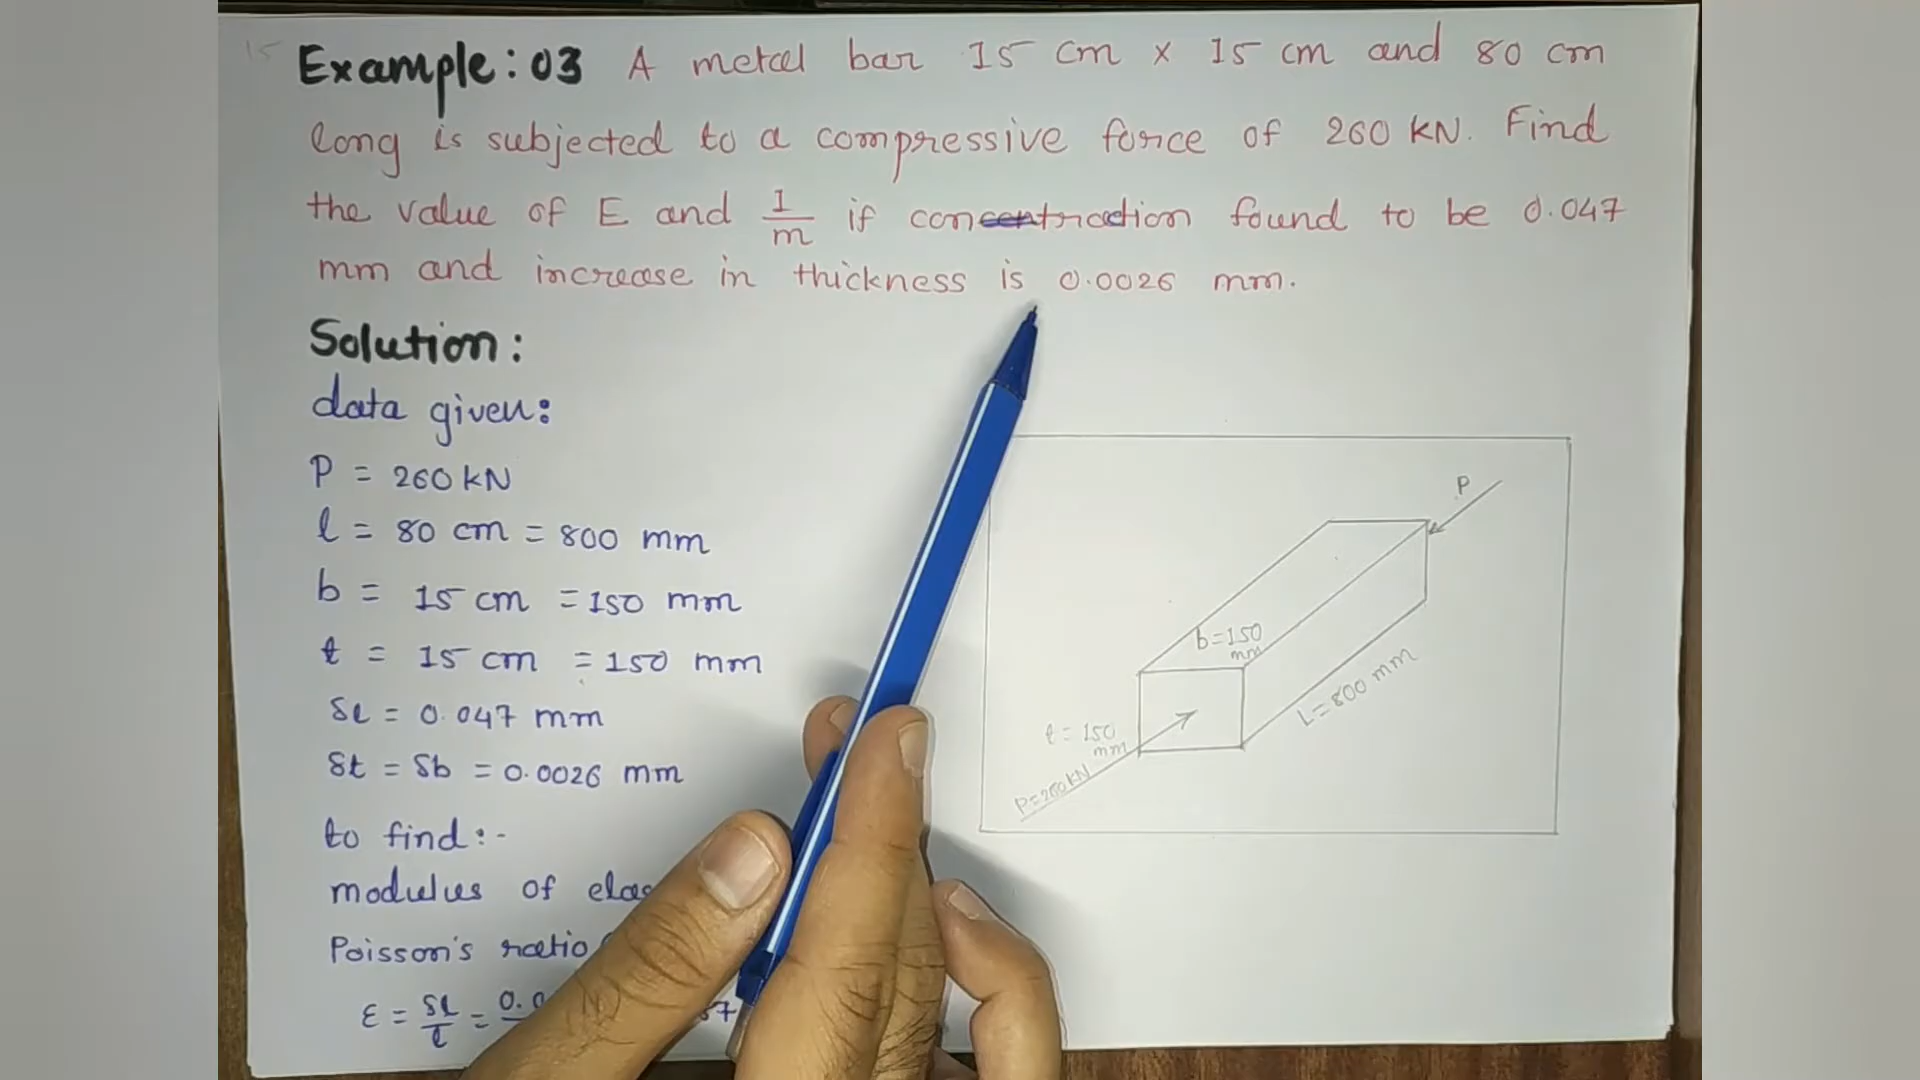 15
Example: 03 A metal bar 15 cm x 15 cm and 80 cm
long is subjected to a compressive force of 260 KN. Find
the value of E and 1/m if contraction found to be 0.047
mm and increase in thickness is 0.0026 mm.
Solution:
data given:
P = 260 kN
l = 80 cm = 800 mm
b = 15 cm = 150 mm
t = 15 cm = 150 mm
δl = 0.047 mm
δt = δb = 0.0026 mm
to find:-
modulus of
Poisson's ratio
ε = δl/l =
P
b=150 mm
L=800 mm
t=150 mm
P=260KN